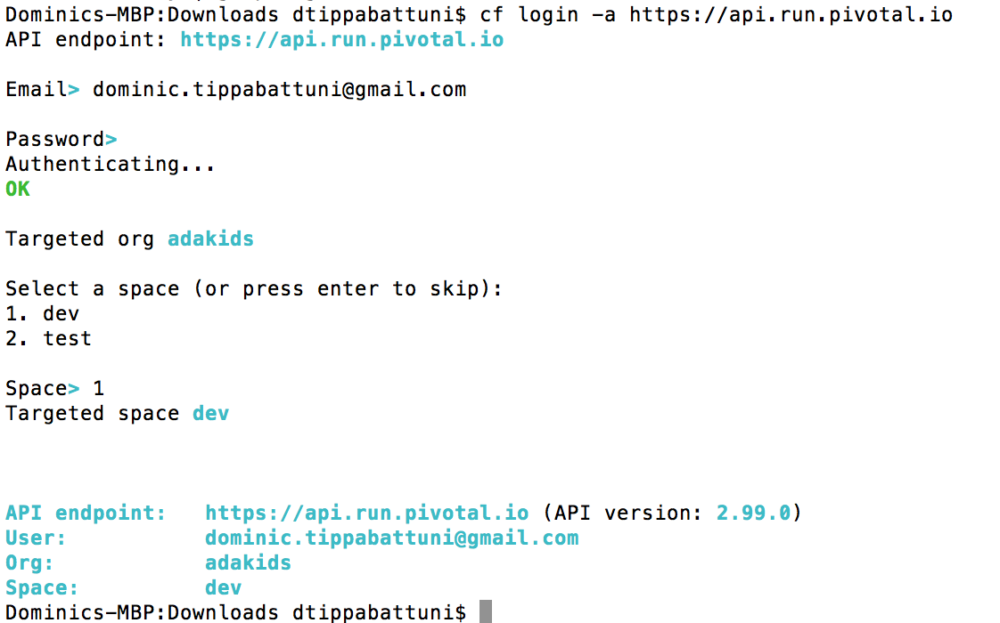 Dominics-MBP:Downloads dtippabattuni$ cf login -a https://api.run.pivotal.io
API endpoint: https://api.run.pivotal.io
Email> dominic.tippabattuni@gmail.com
Password>
Authenticating...
OK
Targeted org adakids
Select a space (or press enter to skip):
1. dev
2. test
Space> 1
Targeted space dev
API endpoint:   https://api.run.pivotal.io (API version: 2.99.0)
User:           dominic.tippabattuni@gmail.com
Org:            adakids
Space:          dev
Dominics-MBP:Downloads dtippabattuni$